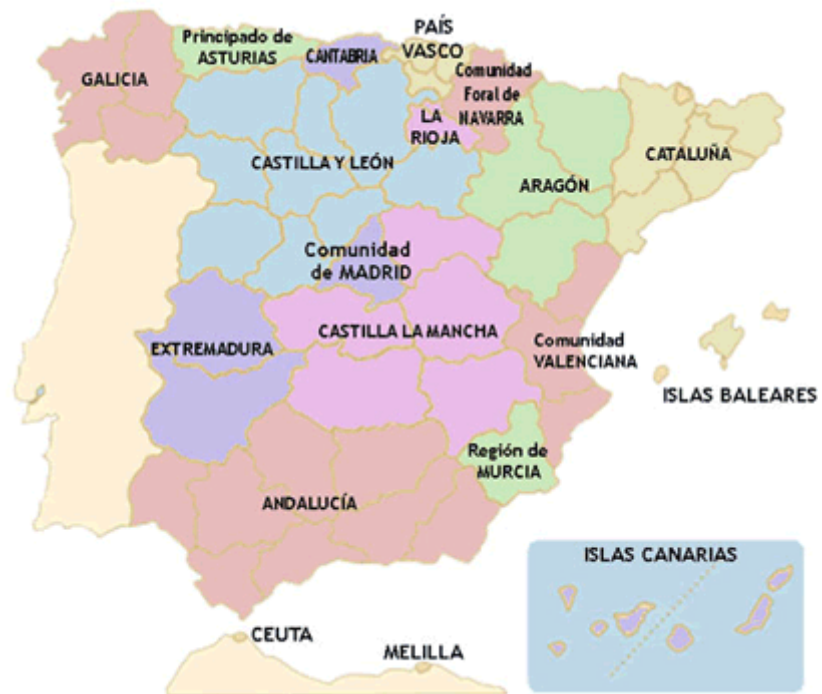 PAÍS
VASCO
Principado de
ASTURIAS
CANTABRIA
GALICIA
Comunidad
Foral de
NAVARRA
LA
RIOJA
CATALUÑA
CASTILLA Y LEÓN
ARAGÓN
Comunidad
de MADRID
CASTILLA LA MANCHA
EXTREMADURA
Comunidad
VALENCIANA
ISLAS BALEARES
Región de
MURCIA
ANDALUCÍA
ISLAS CANARIAS
CEUTA
MELILLA